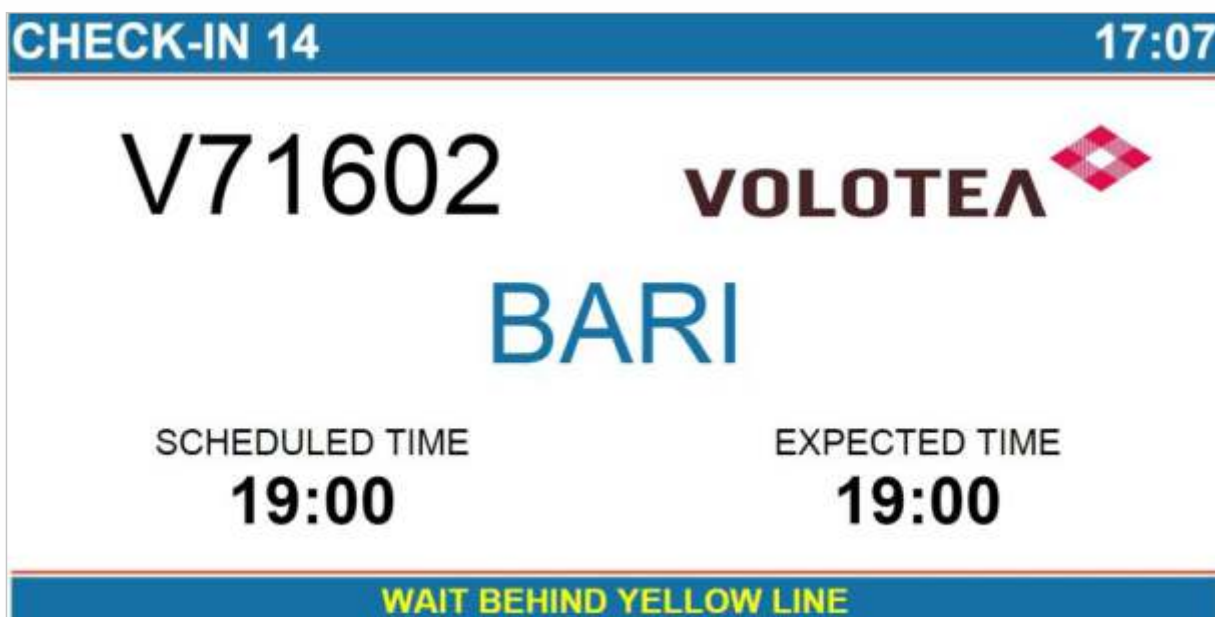 CHECK-IN 14 17:07
V71602 VOLOTEA
BARI
SCHEDULED TIME EXPECTED TIME
19:00 19:00
WAIT BEHIND YELLOW LINE